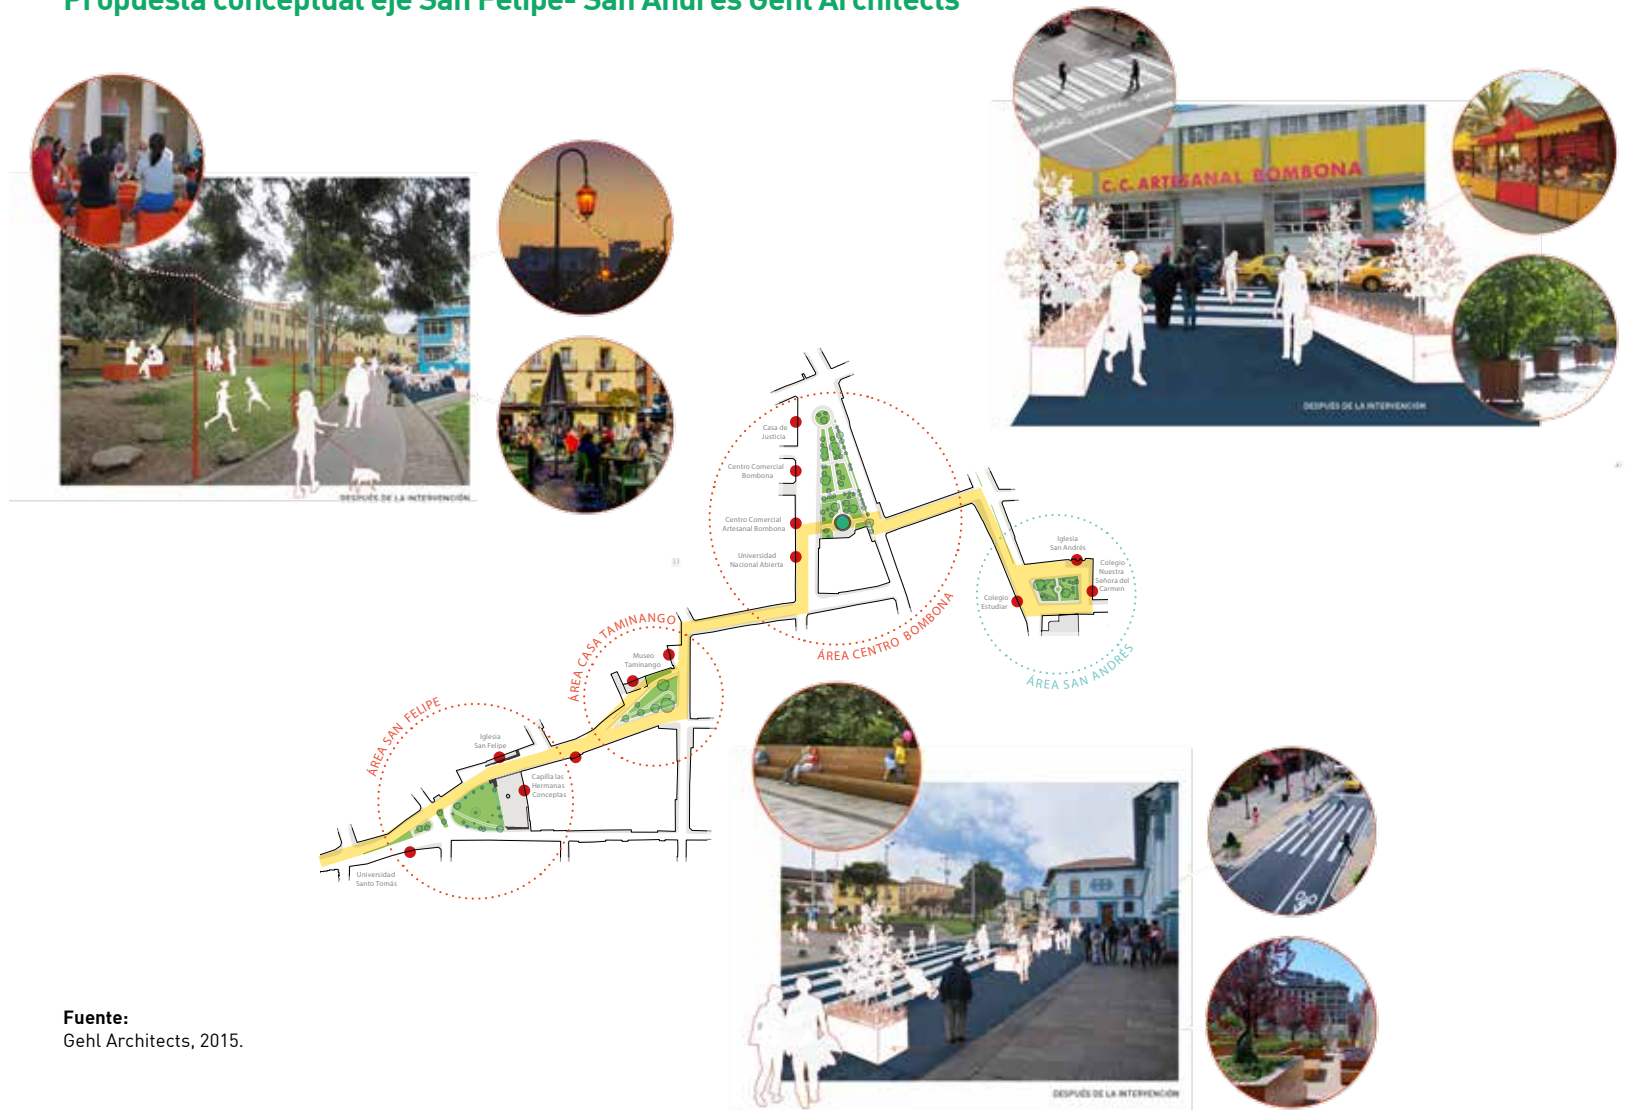 Propuesta conceptual eje San Felipe- San Andrés Gehl Architects
C.C. ARTESANAL BOMBONA
DESPUÉS DE LA INTERVENCIÓN
DESPUÉS DE LA INTERVENCIÓN
Casa de
Justicia
Centro Comercial
Bombona
Centro Comercial
Artesanal Bombona
Universidad
Nacional Abierta
ÁREA CENTRO BOMBONA
Iglesia
San Andrés
Colegio
Nuestra
Señora del
Carmen
Colegio
Estudiar
ÁREA SAN ANDRÉS
ÁREA CASA TAMINANGO
Museo
Taminango
ÁREA SAN FELIPE
Iglesia
San Felipe
Capilla las
Hermanas
Conceptas
Universidad
Santo Tomás
DESPUÉS DE LA INTERVENCIÓN
Fuente:
Gehl Architects, 2015.